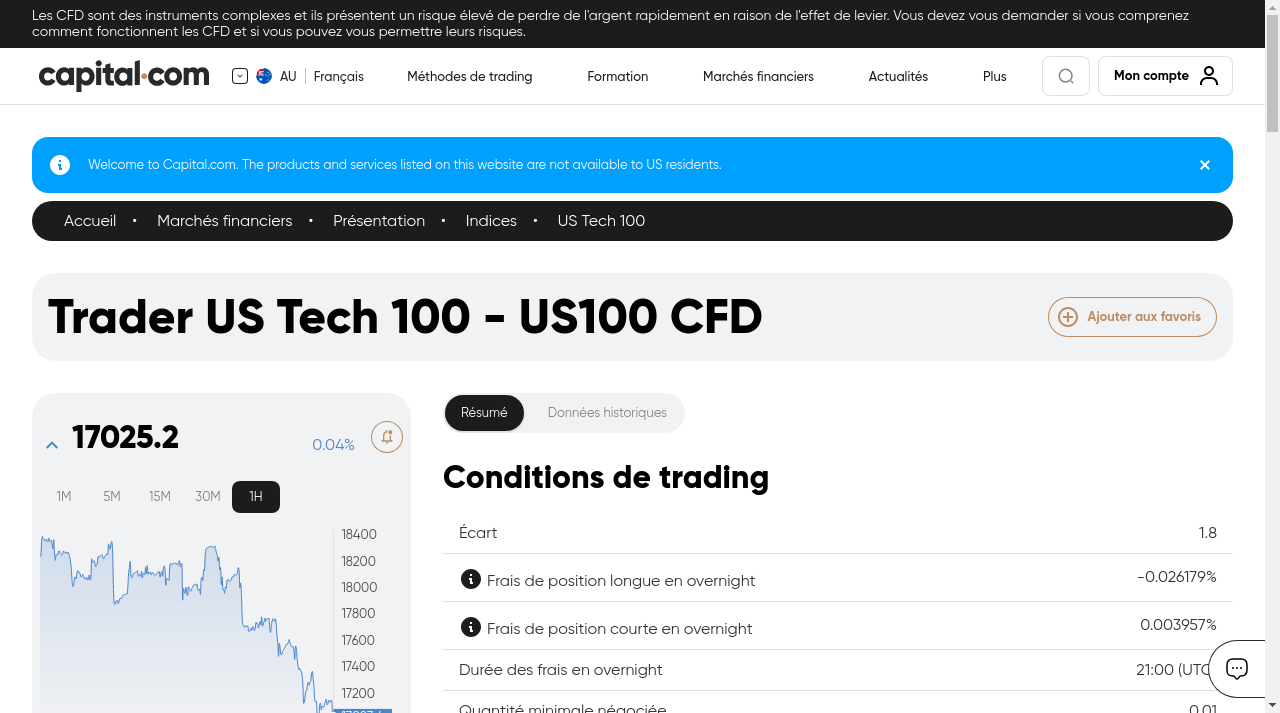 Les CFD sont des instruments complexes et ils présentent un risque élevé de perdre de l'argent rapidement en raison de l'effet de levier. Vous devez vous demander si vous comprenez
comment fonctionnent les CFD et si vous pouvez vous permettre leurs risques.
capital.com
AU
Français
Méthodes de trading
Formation
Marchés financiers
Actualités
Plus
Mon compte
Welcome to Capital.com. The products and services listed on this website are not available to US residents.
Accueil • Marchés financiers • Présentation • Indices • US Tech 100
Trader US Tech 100 - US100 CFD
Ajouter aux favoris
17025.2
0.04%
1M 5M 15M 30M 1H
18400
18200
18000
17800
17600
17400
17200
Résumé
Données historiques
Conditions de trading
Écart 1.8
Frais de position longue en overnight -0.026179%
Frais de position courte en overnight 0.003957%
Durée des frais en overnight 21:00 (UTC
Quantité minimale négociée 0.01